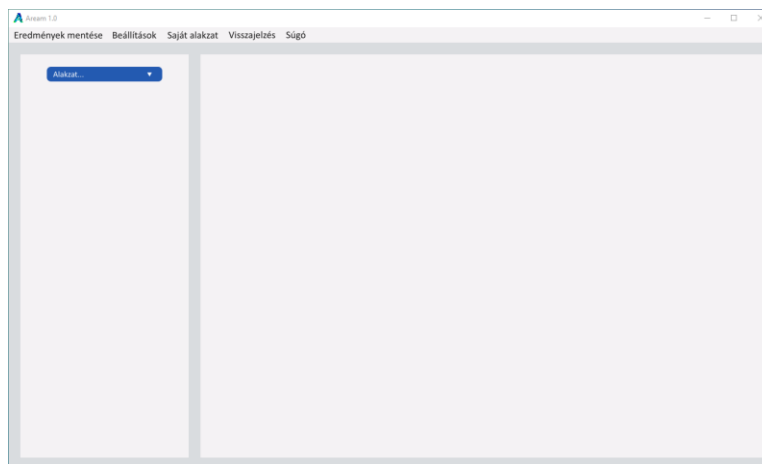 Aream 1.0
Eredmények mentése Beállítások Saját alakzat Visszajelzés Súgó
Alakzat...